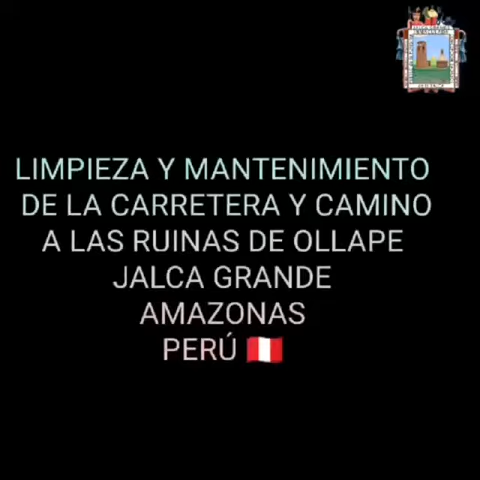 LIMPIEZA Y MANTENIMIENTO
DE LA CARRETERA Y CAMINO
A LAS RUINAS DE OLLAPE
JALCA GRANDE
AMAZONAS
PERÚ 🇵🇪